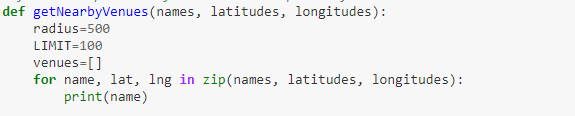 def getNearbyVenues(names, latitudes, longitudes):
    radius=500
    LIMIT=100
    venues=[]
    for name, lat, lng in zip(names, latitudes, longitudes):
        print(name)